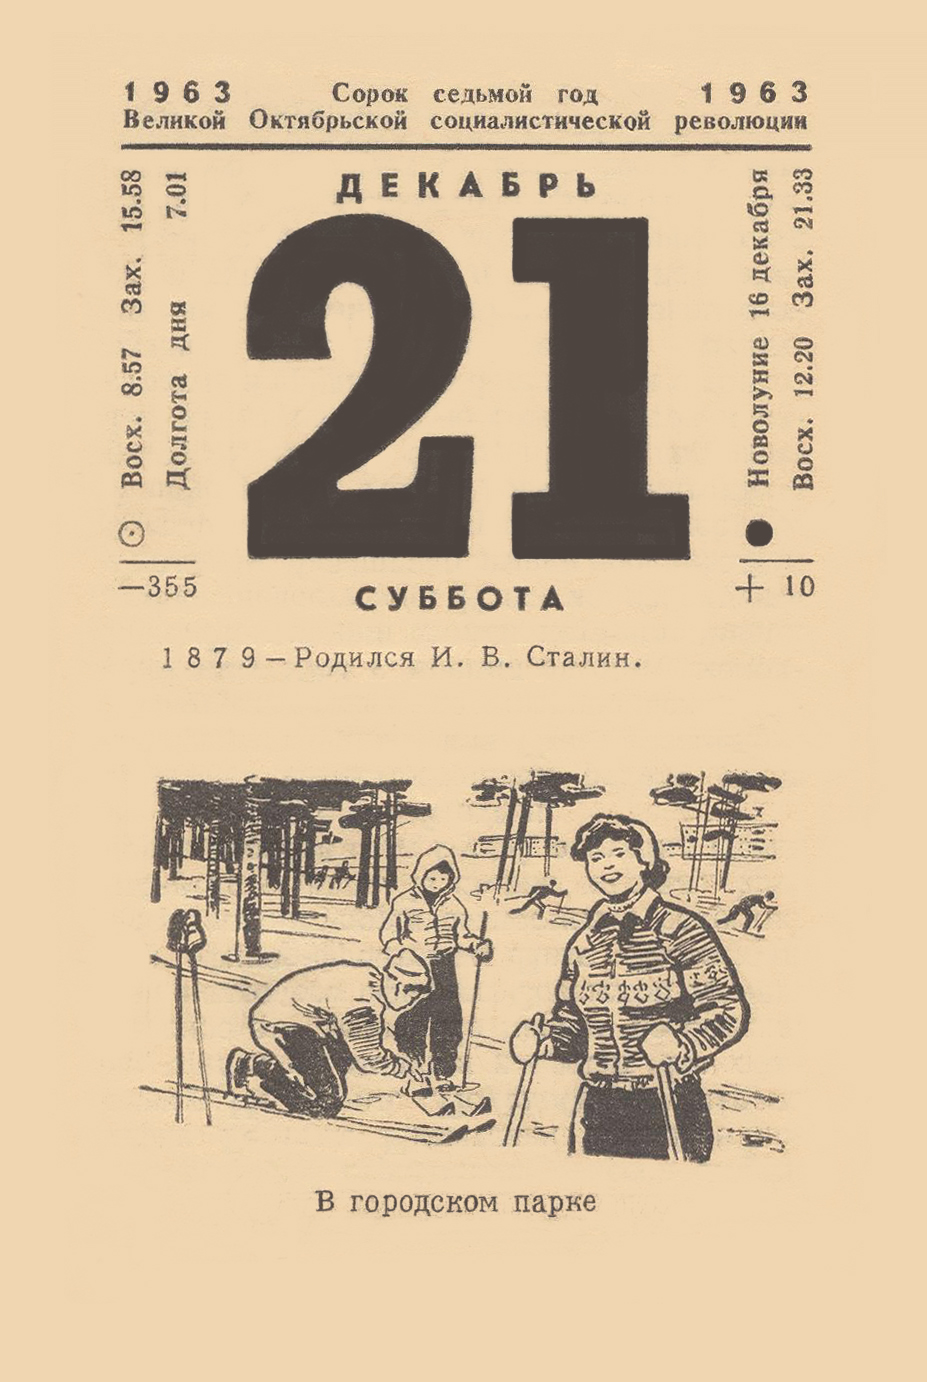 1963 Сорок седьмой год 1963
Великой Октябрьской социалистической революции
Восх. 8.57 Зах. 15.58
Долгота дня 7.01
ДЕКАБРЬ
21
Новолуние 16 декабря
Восх. 12.20 Зах. 21.33
—355
СУББОТА
+ 10
1879—Родился И. В. Сталин.
В городском парке